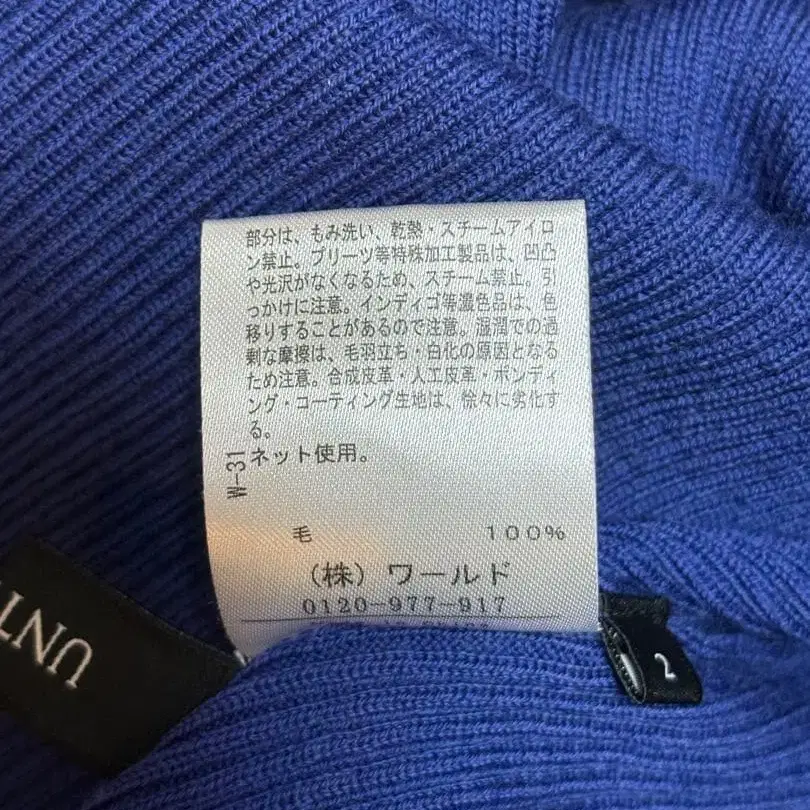 部分は、もみ洗い、乾熱・スチームアイロ
ン禁止。プリーツ等特殊加工製品は、凹凸
や光沢がなくなるため、スチーム禁止。引
っかけに注意。インディゴ等濃色品は、色
移りすることがあるので注意。湿潤での過
剰な摩擦は、毛羽立ち・白化の原因となる
ため注意。合成皮革・人工皮革・ボンディ
ング・コーティング生地は、徐々に劣化す
る。
ネット使用。
W-31
毛 100%
(株) ワールド
0120-977-917
UNT
2